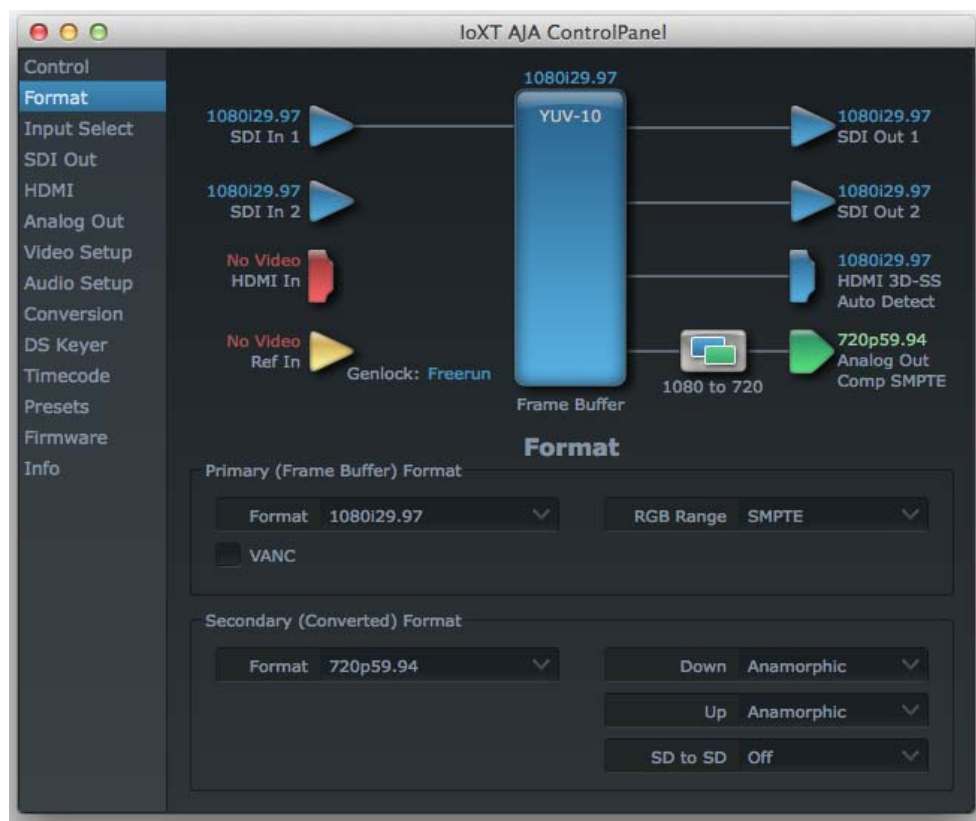 IoXT AJA ControlPanel
Control
Format
Input Select
SDI Out
HDMI
Analog Out
Video Setup
Audio Setup
Conversion
DS Keyer
Timecode
Presets
Firmware
Info
1080i29.97
YUV-10
Frame Buffer
1080i29.97
SDI In 1
1080i29.97
SDI In 2
No Video
HDMI In
No Video
Ref In
Genlock: Freerun
1080i29.97
SDI Out 1
1080i29.97
SDI Out 2
1080i29.97
HDMI 3D-SS
Auto Detect
1080 to 720
720p59.94
Analog Out
Comp SMPTE
Format
Primary (Frame Buffer) Format
Format 1080i29.97
RGB Range SMPTE
VANC
Secondary (Converted) Format
Format 720p59.94
Down Anamorphic
Up Anamorphic
SD to SD Off